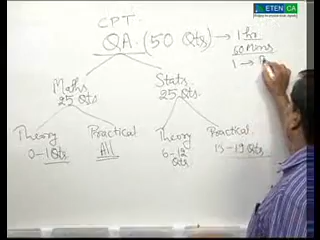 CPT.
ETEN CA
QA. (50 Qts) → 1 hr
60 Mins
1 →
Maths
25 Qts
Stats
25 Qts.
Theory
0-1 Qts
Practical
All
Theory
6-12
Qts
Practical
13-19 Qts